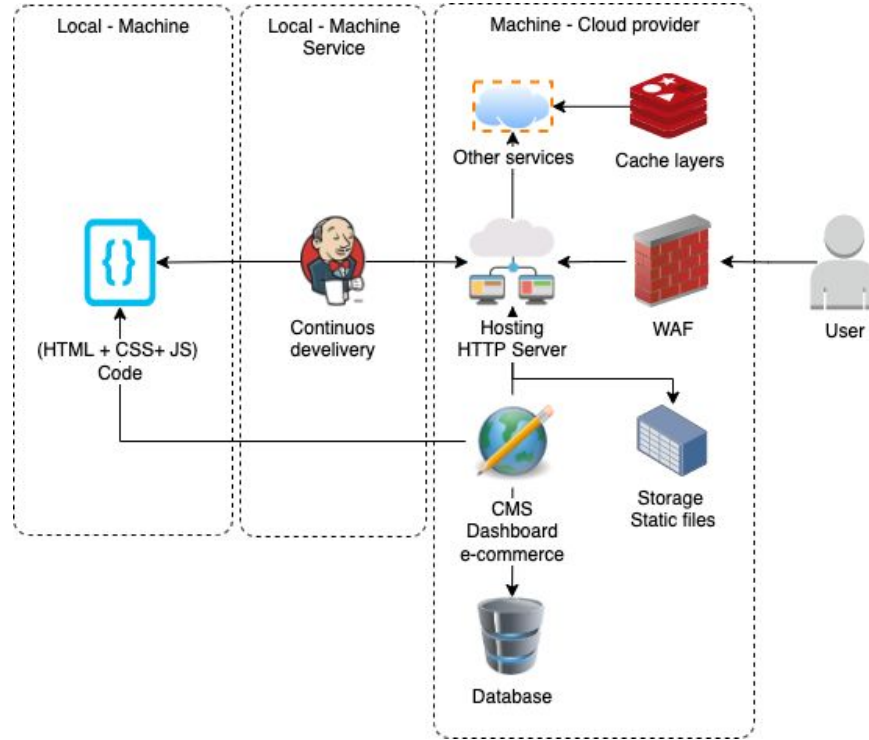 Local - Machine
Local - Machine
Service
Machine - Cloud provider
Other services
Cache layers
(HTML + CSS+ JS)
Code
Continuos
develivery
Hosting
HTTP Server
WAF
User
CMS
Dashboard
e-commerce
Storage
Static files
Database